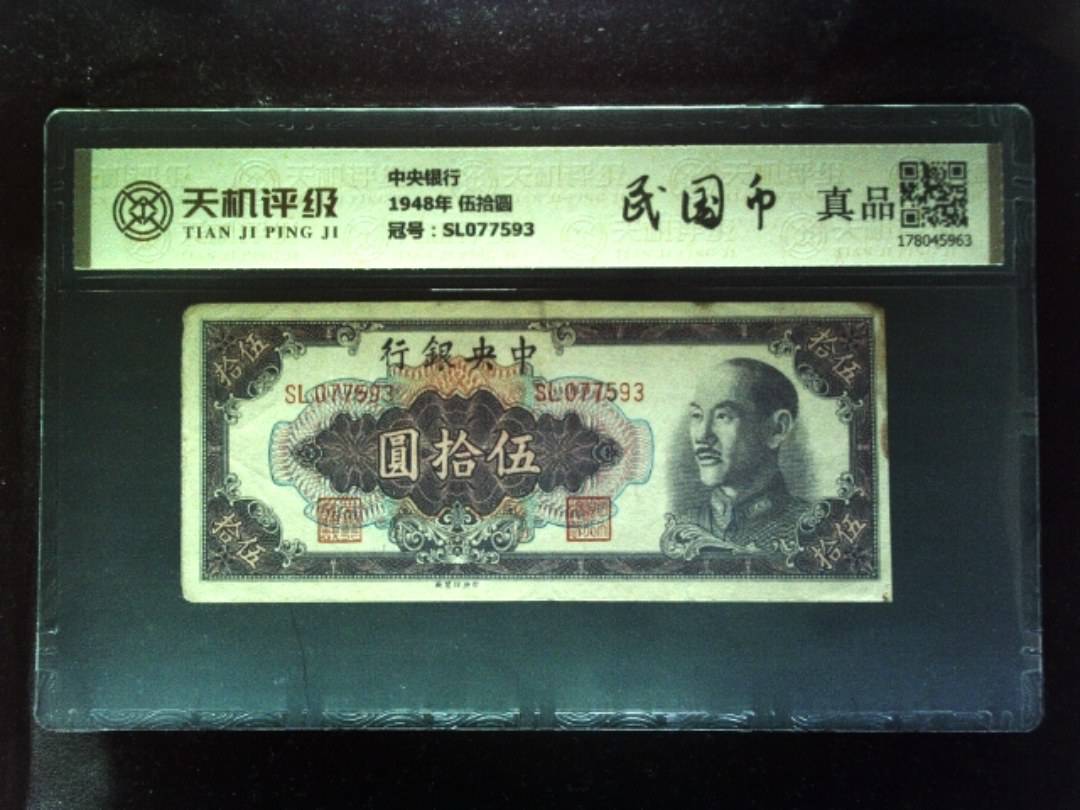 天机评级
TIAN JI PING JI
中央银行
1948年 伍拾圆
冠号：SL077593
民国币
真品
178045963
行銀央中
SL077593
SL077593
圓拾伍
拾伍
拾伍
拾伍
拾伍